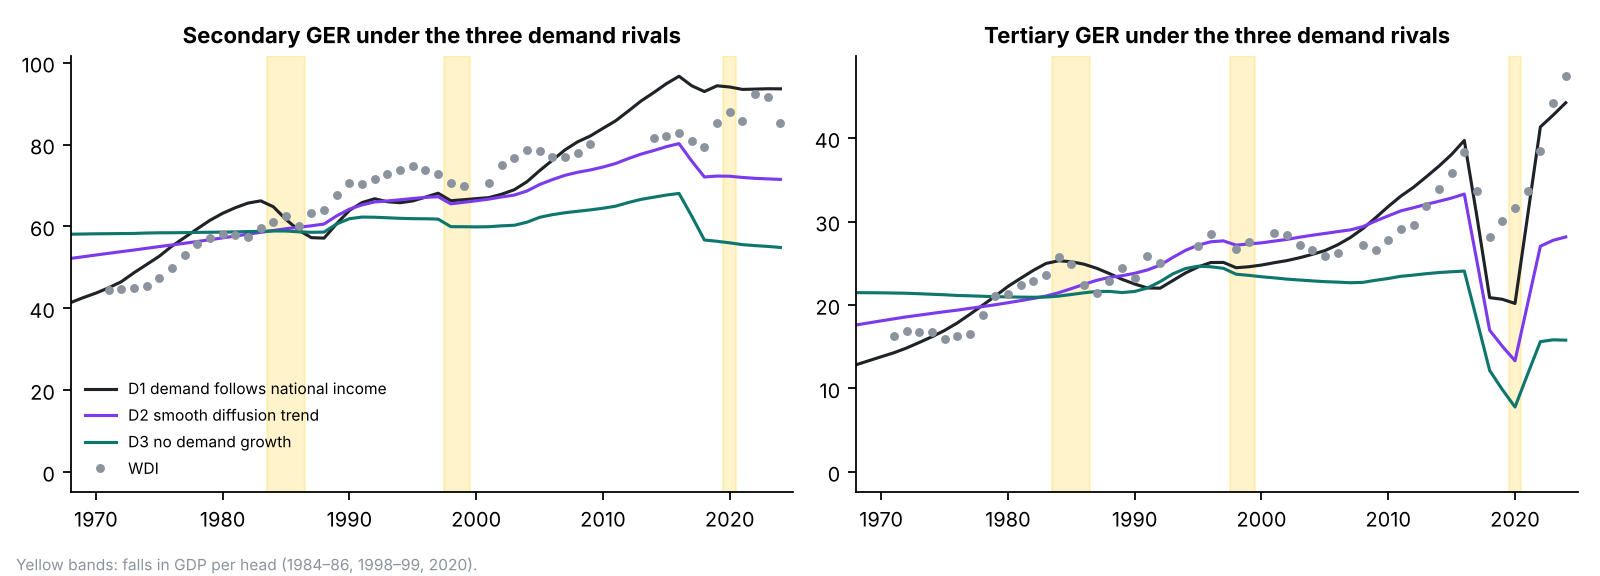 Secondary GER under the three demand rivals
100
80
60
40
20
0
D1 demand follows national income
D2 smooth diffusion trend
D3 no demand growth
WDI
1970 1980 1990 2000 2010 2020
Tertiary GER under the three demand rivals
40
30
20
10
0
1970 1980 1990 2000 2010 2020
Yellow bands: falls in GDP per head (1984–86, 1998–99, 2020).